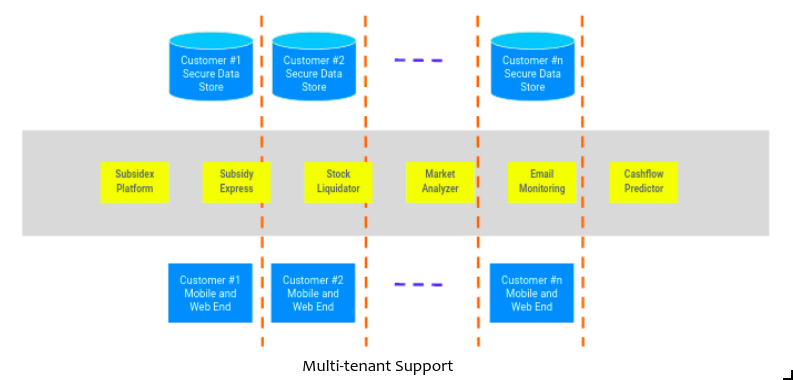 Customer #1
Secure Data
Store
Customer #2
Secure Data
Store
Customer #n
Secure Data
Store
Subsidex
Platform
Subsidy
Express
Stock
Liquidator
Market
Analyzer
Email
Monitoring
Cashflow
Predictor
Customer #1
Mobile and
Web End
Customer #2
Mobile and
Web End
Customer #n
Mobile and
Web End
Multi-tenant Support